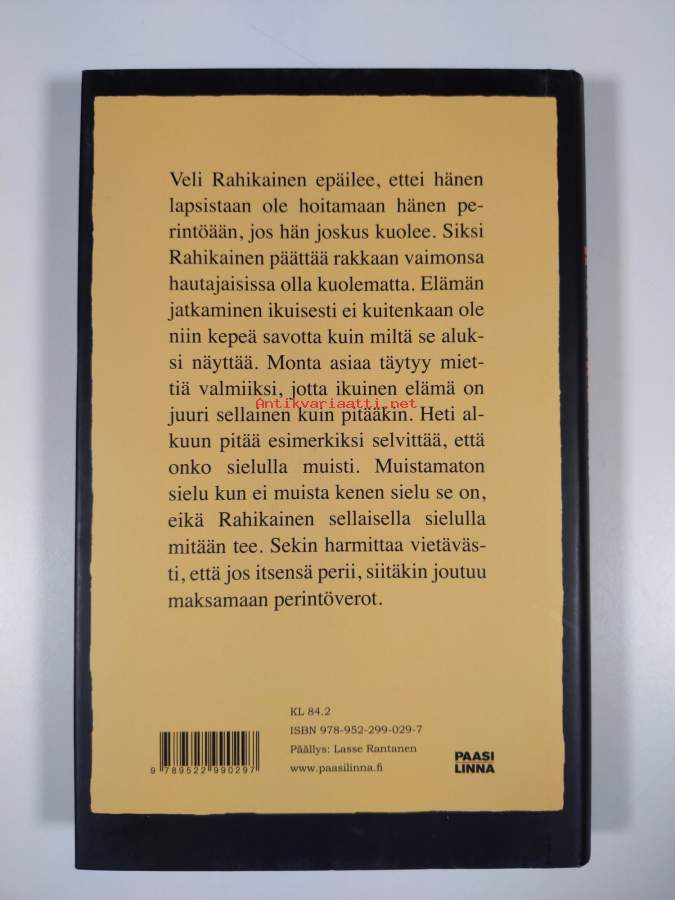 Veli Rahikainen epäilee, ettei hänen
lapsistaan ole hoitamaan hänen pe-
rintöään, jos hän joskus kuolee. Siksi
Rahikainen päättää rakkaan vaimonsa
hautajaisissa olla kuolematta. Elämän
jatkaminen ikuisesti ei kuitenkaan ole
niin kepeä savotta kuin miltä se aluk-
si näyttää. Monta asiaa täytyy miet-
tiä valmiiksi, jotta ikuinen elämä on
Antikvariaatti.net
juuri sellainen kuin pitääkin. Heti al-
kuun pitää esimerkiksi selvittää, että
onko sielulla muisti. Muistamaton
sielu kun ei muista kenen sielu se on,
eikä Rahikainen sellaisella sielulla
mitään tee. Sekin harmittaa vietäväs-
ti, että jos itsensä perii, siitäkin joutuu
maksamaan perintöverot.
KL 84.2
ISBN 978-952-299-029-7
Päällys: Lasse Rantanen
www.paasilinna.fi
9 789522 990297
PAASI
LINNA